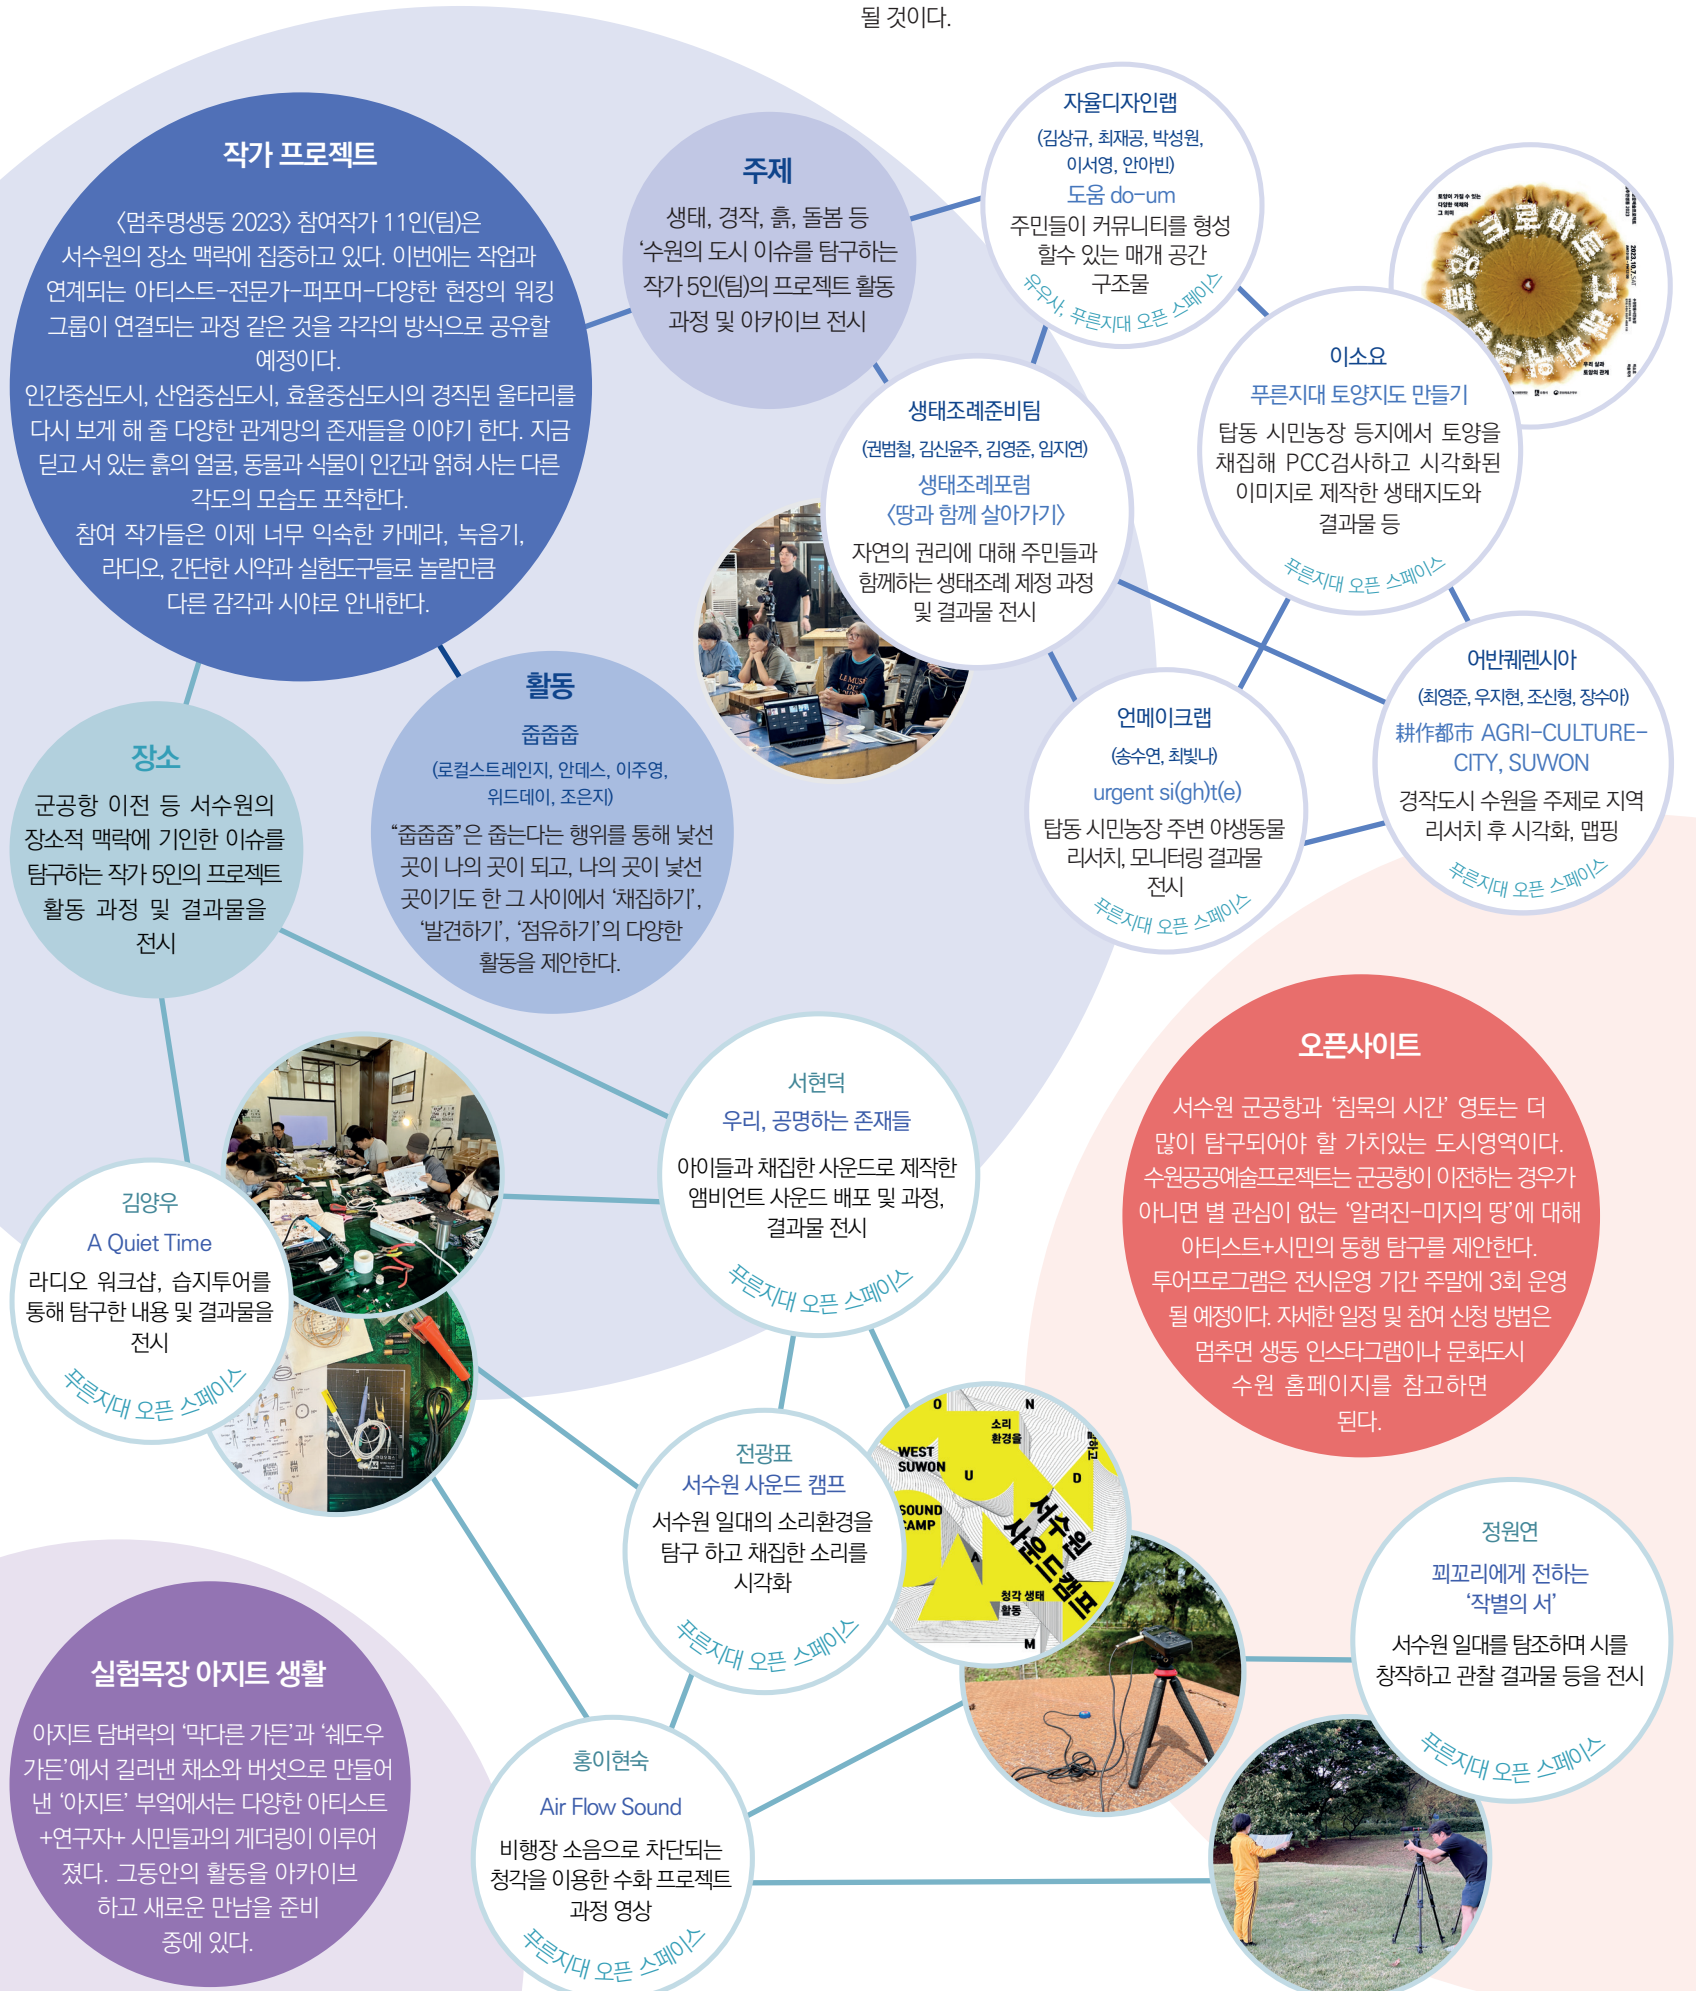 될 것이다.
작가 프로젝트
〈멈추명생동 2023〉 참여작가 11인(팀)은
서수원의 장소 맥락에 집중하고 있다. 이번에는 작업과
연계되는 아티스트-전문가-퍼포머-다양한 현장의 워킹
그룹이 연결되는 과정 같은 것을 각각의 방식으로 공유할
예정이다.
인간중심도시, 산업중심도시, 효율중심도시의 경직된 울타리를
다시 보게 해 줄 다양한 관계망의 존재들을 이야기 한다. 지금
딛고 서 있는 흙의 얼굴, 동물과 식물이 인간과 얽혀 사는 다른
각도의 모습도 포착한다.
참여 작가들은 이제 너무 익숙한 카메라, 녹음기,
라디오, 간단한 시약과 실험도구들로 놀랄만큼
다른 감각과 시야로 안내한다.
주제
생태, 경작, 흙, 돌봄 등
‘수원의 도시 이슈를 탐구하는
작가 5인(팀)의 프로젝트 활동
과정 및 아카이브 전시
자율디자인랩
(김상규, 최재공, 박성원,
이서영, 안아빈)
도움 do-um
주민들이 커뮤니티를 형성
할수 있는 매개 공간
구조물
유우사, 푸른지대 오픈 스페이스
토양이 가질 수 있는
다양한 색채와
그 의미
우리 삶과
토양의 관계
이소요
푸른지대 토양지도 만들기
탑동 시민농장 등지에서 토양을
채집해 PCC검사하고 시각화된
이미지로 제작한 생태지도와
결과물 등
푸른지대 오픈 스페이스
생태조례준비팀
(권범철, 김신윤주, 김영준, 임지연)
생태조례포럼
〈땅과 함께 살아가기〉
자연의 권리에 대해 주민들과
함께하는 생태조례 제정 과정
및 결과물 전시
어반퀘렌시아
(최영준, 우지현, 조신형, 장수아)
耕作都市 AGRI-CULTURE-
CITY, SUWON
경작도시 수원을 주제로 지역
리서치 후 시각화, 맵핑
푸른지대 오픈 스페이스
언메이크랩
(송수연, 최빛나)
urgent si(gh)t(e)
탑동 시민농장 주변 야생동물
리서치, 모니터링 결과물
전시
푸른지대 오픈 스페이스
활동
줍줍줍
(로컬스트레인지, 안데스, 이주영,
위드데이, 조은지)
“줍줍줍”은 줍는다는 행위를 통해 낯선
곳이 나의 곳이 되고, 나의 곳이 낯선
곳이기도 한 그 사이에서 ‘채집하기’,
‘발견하기’, ‘점유하기’의 다양한
활동을 제안한다.
장소
군공항 이전 등 서수원의
장소적 맥락에 기인한 이슈를
탐구하는 작가 5인의 프로젝트
활동 과정 및 결과물을
전시
오픈사이트
서수원 군공항과 ‘침묵의 시간’ 영토는 더
많이 탐구되어야 할 가치있는 도시영역이다.
수원공공예술프로젝트는 군공항이 이전하는 경우가
아니면 별 관심이 없는 ‘알려진-미지의 땅’에 대해
아티스트+시민의 동행 탐구를 제안한다.
투어프로그램은 전시운영 기간 주말에 3회 운영
될 예정이다. 자세한 일정 및 참여 신청 방법은
멈추면 생동 인스타그램이나 문화도시
수원 홈페이지를 참고하면
된다.
서현덕
우리, 공명하는 존재들
아이들과 채집한 사운드로 제작한
앰비언트 사운드 배포 및 과정,
결과물 전시
푸른지대 오픈 스페이스
김양우
A Quiet Time
라디오 워크샵, 습지투어를
통해 탐구한 내용 및 결과물을
전시
푸른지대 오픈 스페이스
전광표
서수원 사운드 캠프
서수원 일대의 소리환경을
탐구 하고 채집한 소리를
시각화
푸른지대 오픈 스페이스
O N
소리
환경을
WEST
SUWON
U D
SOUND
CAMP
서수원
사운드캠프
A
청각 생태
활동
M
정원연
꾀꼬리에게 전하는
‘작별의 서’
서수원 일대를 탐조하며 시를
창작하고 관찰 결과물 등을 전시
푸른지대 오픈 스페이스
실험목장 아지트 생활
아지트 담벼락의 ‘막다른 가든’과 ‘쉐도우
가든’에서 길러낸 채소와 버섯으로 만들어
낸 ‘아지트’ 부엌에서는 다양한 아티스트
+연구자+ 시민들과의 게더링이 이루어
졌다. 그동안의 활동을 아카이브
하고 새로운 만남을 준비
중에 있다.
홍이현숙
Air Flow Sound
비행장 소음으로 차단되는
청각을 이용한 수화 프로젝트
과정 영상
푸른지대 오픈 스페이스